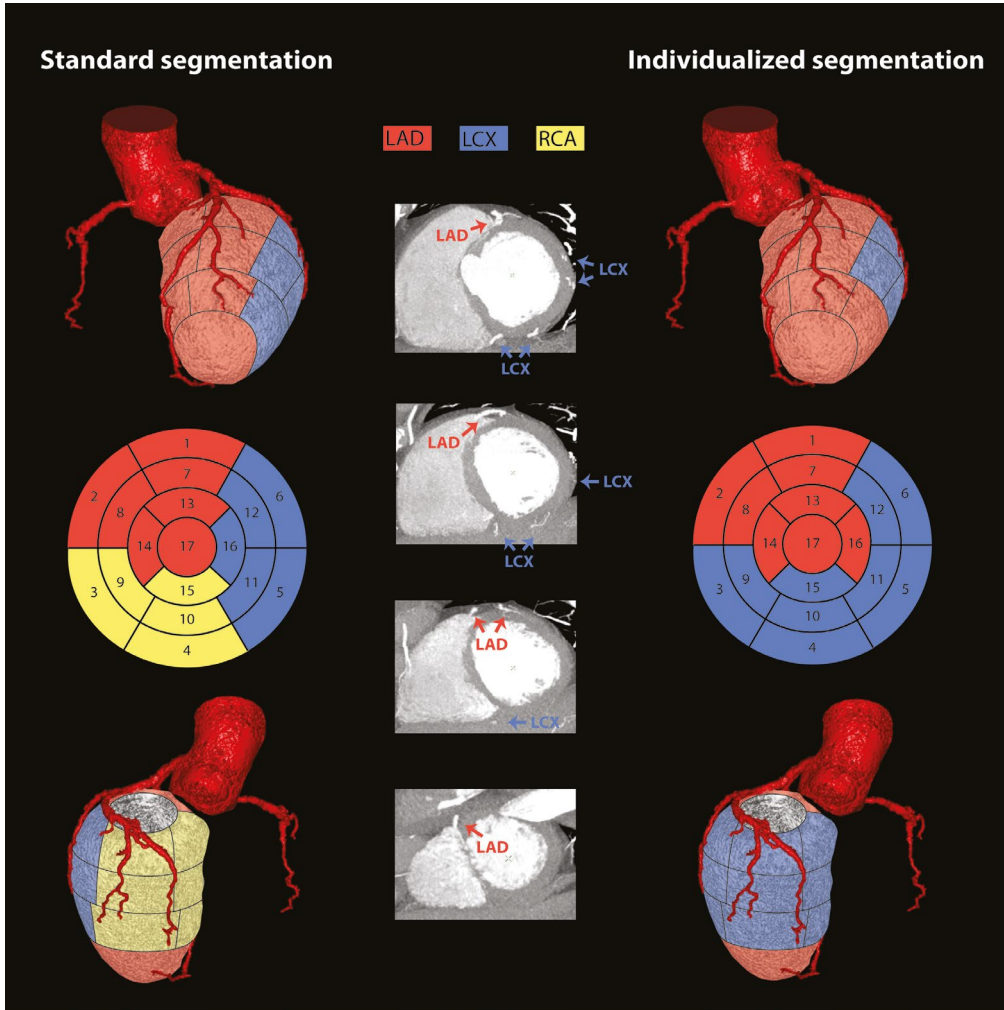 Standard segmentation
Individualized segmentation
LAD LCX RCA
LAD
LCX
LCX
LAD
LCX
LCX
LAD
LCX
LAD
1
2
7
6
8
13
12
14
17
16
3
9
15
11
5
10
4
1
2
7
6
8
13
12
14
17
16
3
9
15
11
5
10
4